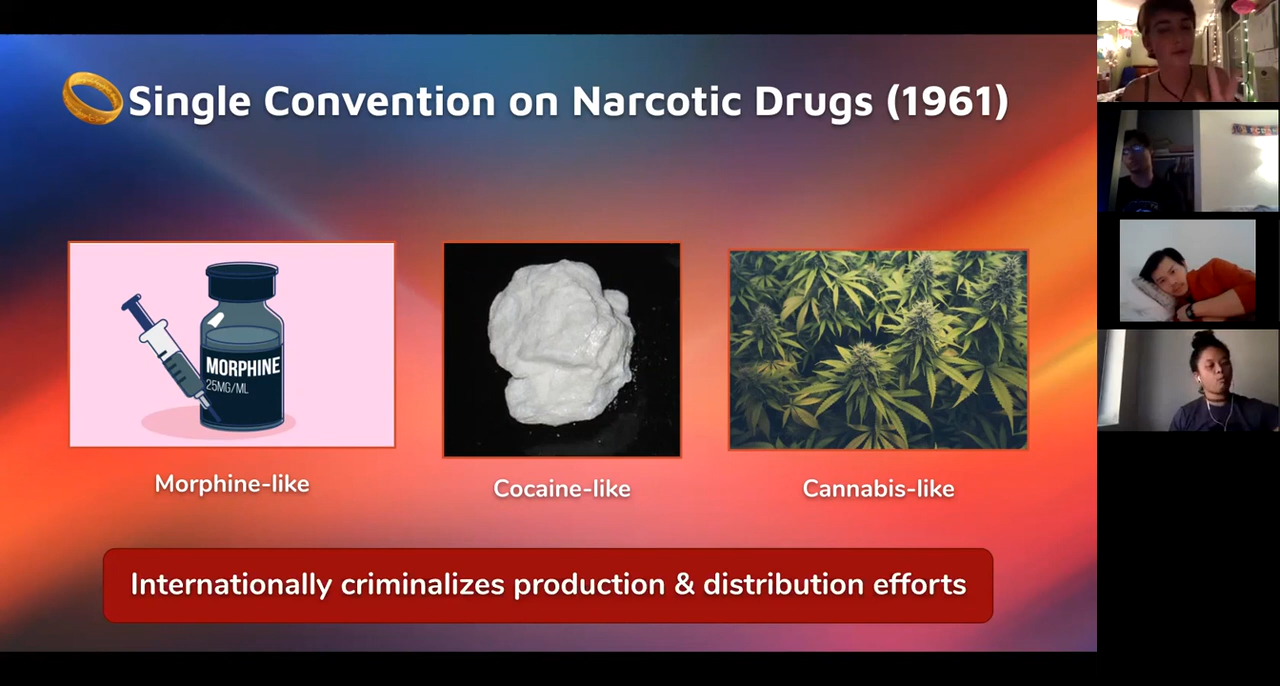 Single Convention on Narcotic Drugs (1961)
MORPHINE
25MG/ML
Morphine-like
Cocaine-like
Cannabis-like
Internationally criminalizes production & distribution efforts